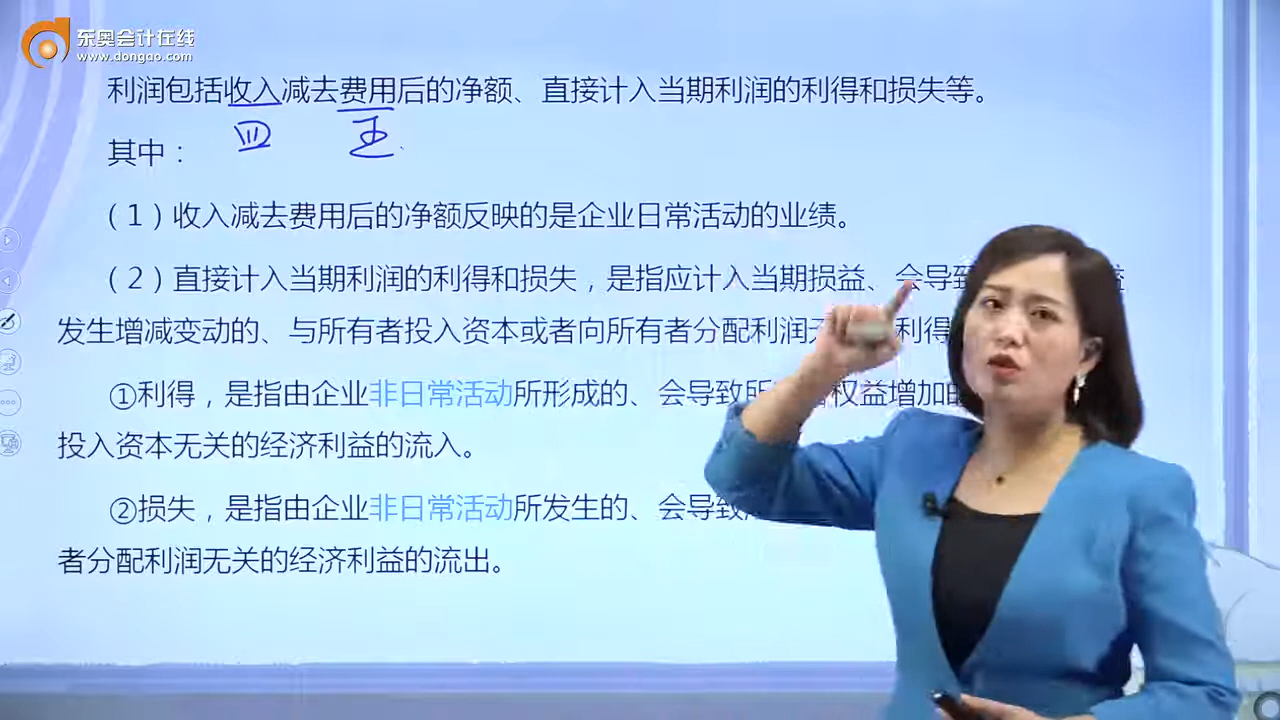 东奥会计在线
www.dongao.com
利润包括收入减去费用后的净额、直接计入当期利润的利得和损失等。
四 五
其中：
（1）收入减去费用后的净额反映的是企业日常活动的业绩。
（2）直接计入当期利润的利得和损失，是指应计入当期损益、会导致 益
发生增减变动的、与所有者投入资本或者向所有者分配利润 利得
①利得，是指由企业非日常活动所形成的、会导致所 权益增加的
投入资本无关的经济利益的流入。
②损失，是指由企业非日常活动所发生的、会导致
者分配利润无关的经济利益的流出。